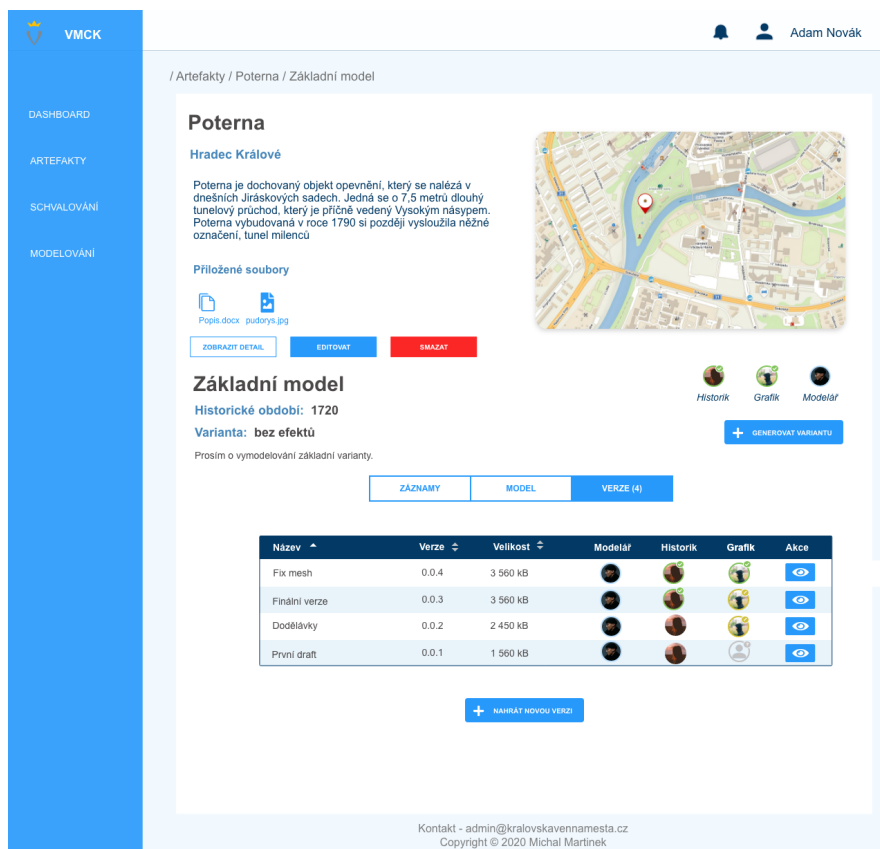 VMCK
Adam Novák
/ Artefakty / Poterna / Základní model
DASHBOARD
ARTEFAKTY
SCHVALOVÁNÍ
MODELOVÁNÍ
Poterna
Hradec Králové
Poterna je dochovaný objekt opevnění, který se nalézá v
dnešních Jiráskových sadech. Jedná se o 7,5 metrů dlouhý
tunelový průchod, který je příčně vedený Vysokým násypem.
Poterna vybudovaná v roce 1790 si později vysloužila něžné
označení, tunel milenců
Přiložené soubory
Popis.docx pudorys.jpg
ZOBRAZIT DETAIL EDITOVAT SMAZAT
Základní model
Historické období: 1720
Varianta: bez efektů
Prosím o vymodelování základní varianty.
Historik Grafik Modelář
GENEROVAT VARIANTU
ZÁZNAMY MODEL VERZE (4)
Název Verze Velikost Modelář Historik Grafik Akce
Fix mesh 0.0.4 3 560 kB
Finální verze 0.0.3 3 560 kB
Dodělávky 0.0.2 2 450 kB
První draft 0.0.1 1 560 kB
NAHRÁT NOVOU VERZI
Kontakt - admin@kralovskavennamesta.cz
Copyright © 2020 Michal Martinek